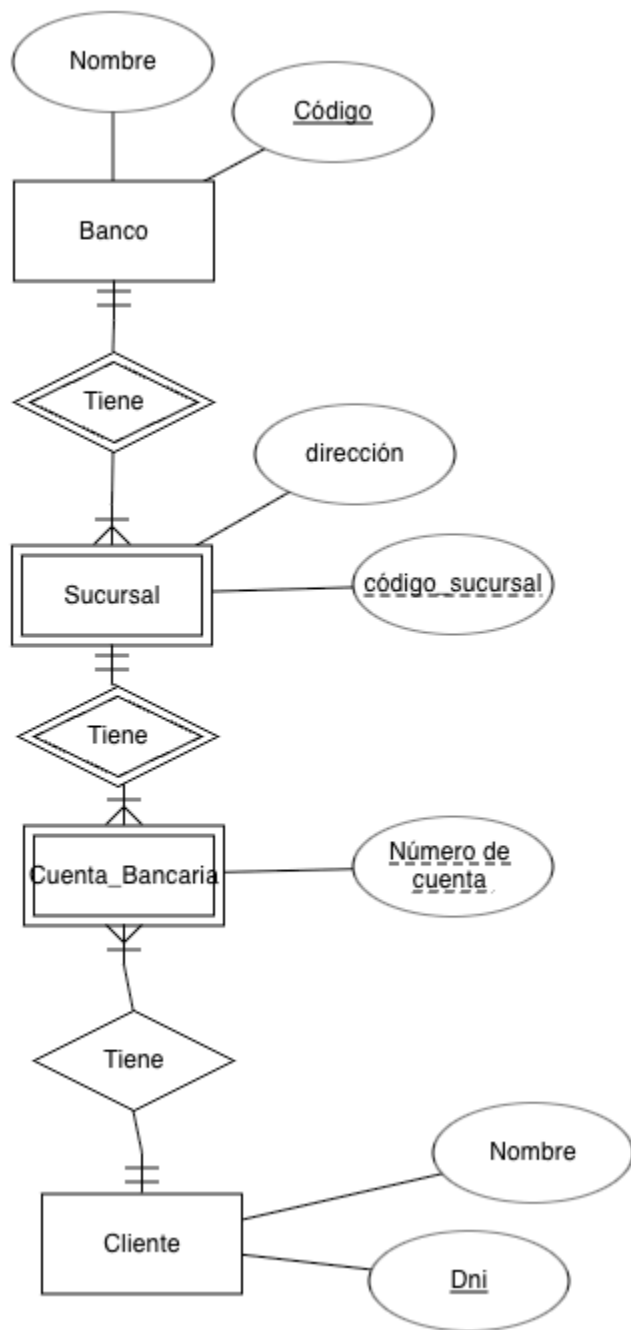 Nombre
Código
Banco
Tiene
dirección
Sucursal
código_sucursal
Tiene
Cuenta_Bancaria
Número de
cuenta
Tiene
Nombre
Cliente
Dni